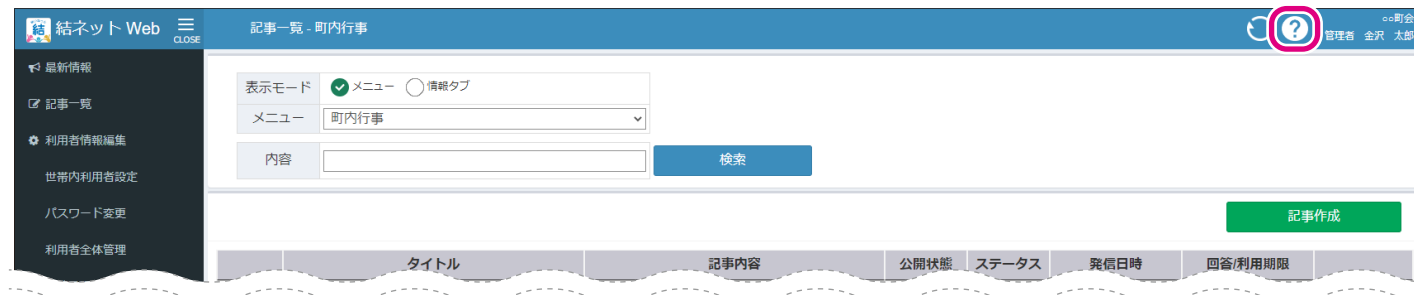 結 結ネット Web CLOSE
記事一覧 - 町内行事
?
○○町会
管理者 金沢 太郎
最新情報
記事一覧
利用者情報編集
世帯内利用者設定
パスワード変更
利用者全体管理
表示モード メニュー 情報タブ
メニュー 町内行事
内容 検索
記事作成
タイトル 記事内容 公開状態 ステータス 発信日時 回答/利用期限